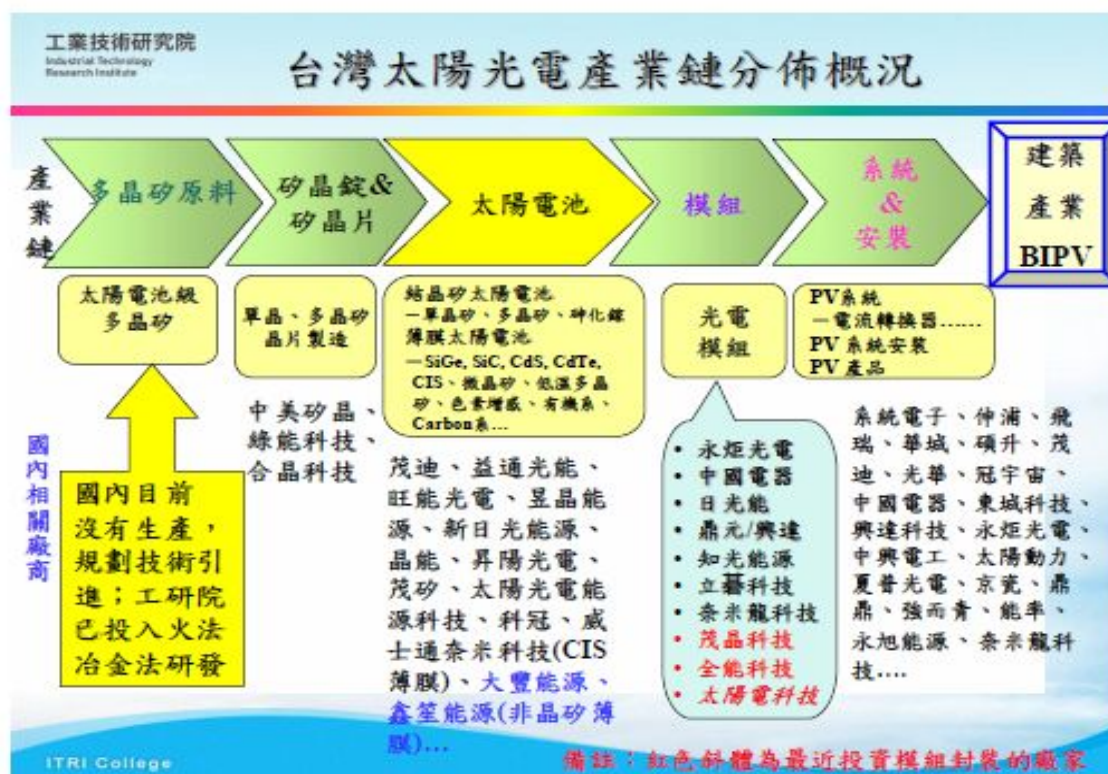 工業技術研究院
Industrial Technology
Research Institute
台灣太陽光電產業鏈分佈概況
產業鏈
多晶矽原料
矽晶錠&
矽晶片
太陽電池
模組
系統
&
安裝
建築
產業
BIPV
太陽電池級
多晶矽
單晶、多晶矽
晶片製造
結晶矽太陽電池
－單晶矽、多晶矽、砷化鎵
薄膜太陽電池
－SiGe, SiC, CdS, CdTe,
CIS、微晶矽、低溫多晶
矽、色素增感、有機系、
Carbon系…
光電
模組
PV系統
－電流轉換器……
PV 系統安裝
PV 產品
國內相關廠商
國內目前
沒有生產，
規劃技術引
進；工研院
已投入火法
冶金法研發
中美矽晶、
綠能科技、
合晶科技
茂迪、益通光能、
旺能光電、昱晶能
源、新日光能源、
晶能、昇陽光電、
茂矽、太陽光電能
源科技、科冠、威
士通奈米科技(CIS
薄膜)、大豐能源、
鑫笙能源(非晶矽薄
膜)…
• 永炬光電
• 中國電器
• 日光能
• 鼎元/興達
• 知光能源
• 立碁科技
• 奈米龍科技
• 茂晶科技
• 全能科技
• 太陽電科技
系統電子、仲浦、飛
瑞、華城、碩升、茂
迪、光華、冠宇宙、
中國電器、東城科技、
興達科技、永炬光電、
中興電工、太陽動力、
夏普光電、京瓷、鼎
鼎、強而青、能率、
永旭能源、奈米龍科
技….
ITRI College
備註：紅色斜體為最近投資模組封裝的廠家